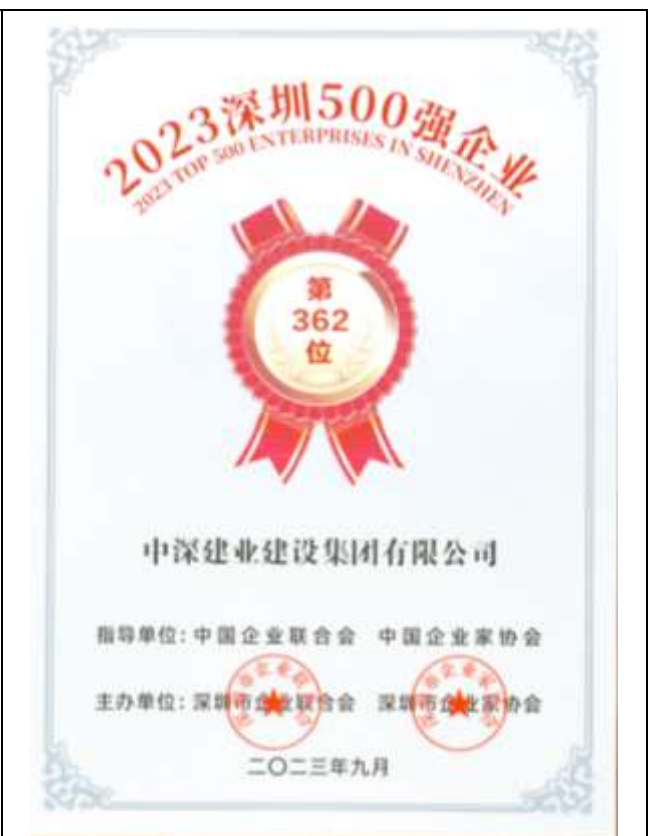 2023深圳500强企业
2023 TOP 500 ENTERPRISES IN SHENZHEN
第
362
位
中深建业建设集团有限公司
指导单位：中国企业联合会 中国企业家协会
主办单位：深圳市企业联合会 深圳市企业家协会
二〇二三年九月